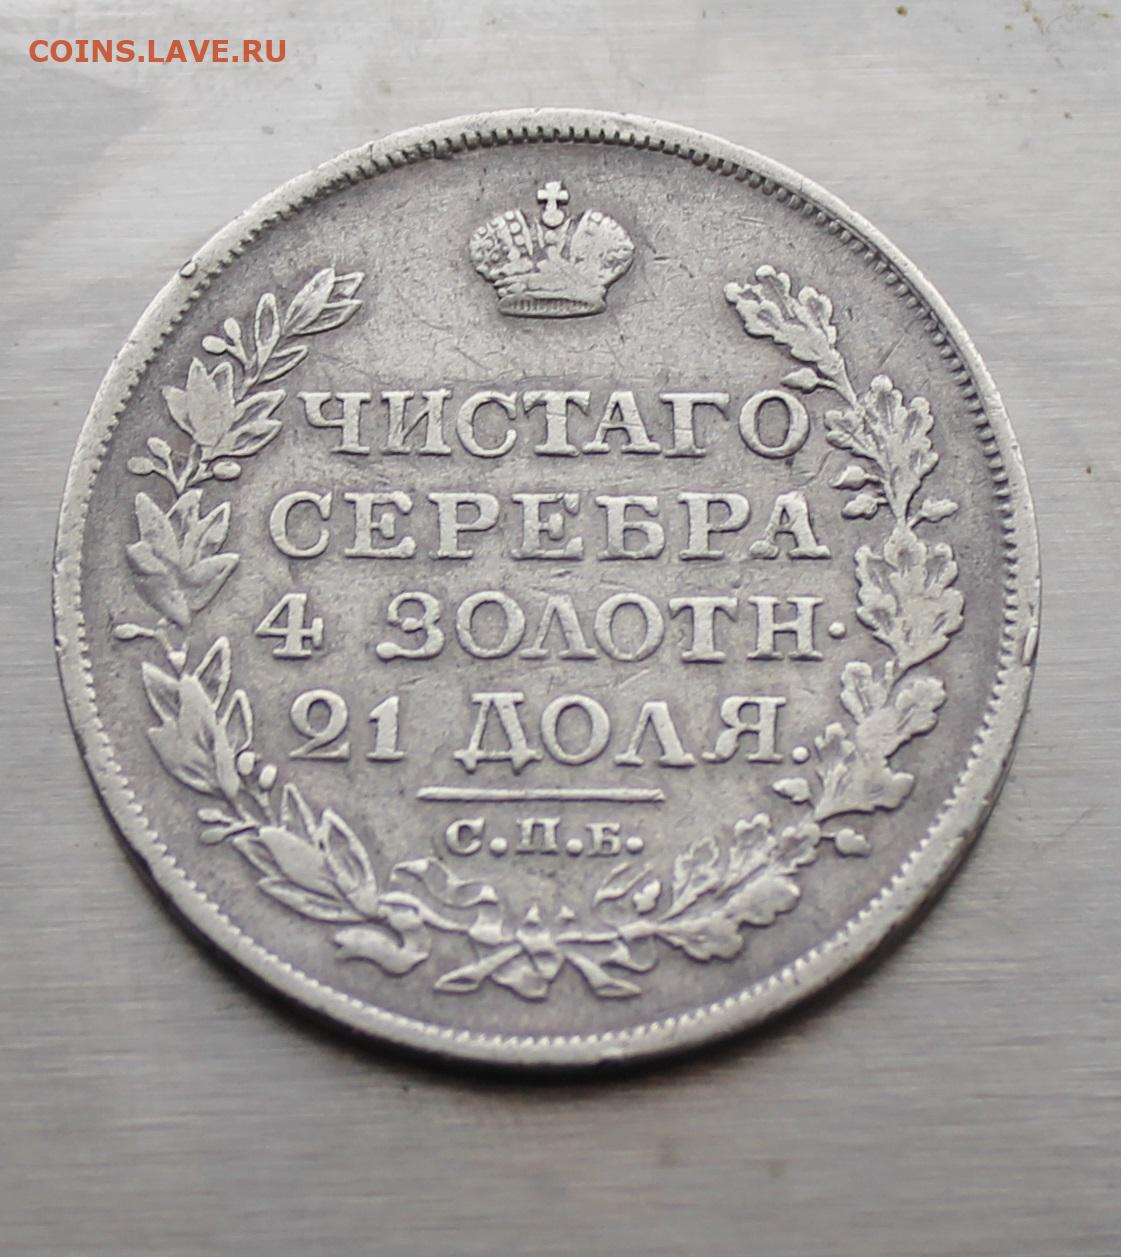 COINS.LAVE.RU
ЧИСТАГО
СЕРЕБРА
4 ЗОЛОТН.
21 ДОЛЯ.
С.П.Б.